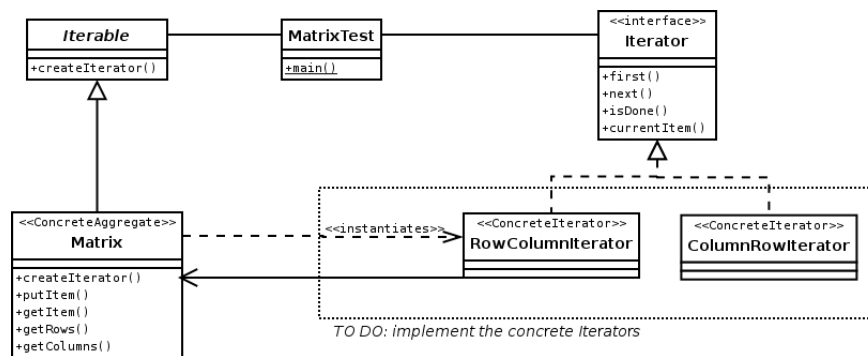 Iterable
+createIterator()
MatrixTest
+main()
<<interface>>
Iterator
+first()
+next()
+isDone()
+currentItem()
<<ConcreteAggregate>>
Matrix
+createIterator()
+putItem()
+getItem()
+getRows()
+getColumns()
<<instantiates>>
<<ConcreteIterator>>
RowColumnIterator
<<ConcreteIterator>>
ColumnRowIterator
TO DO: implement the concrete Iterators